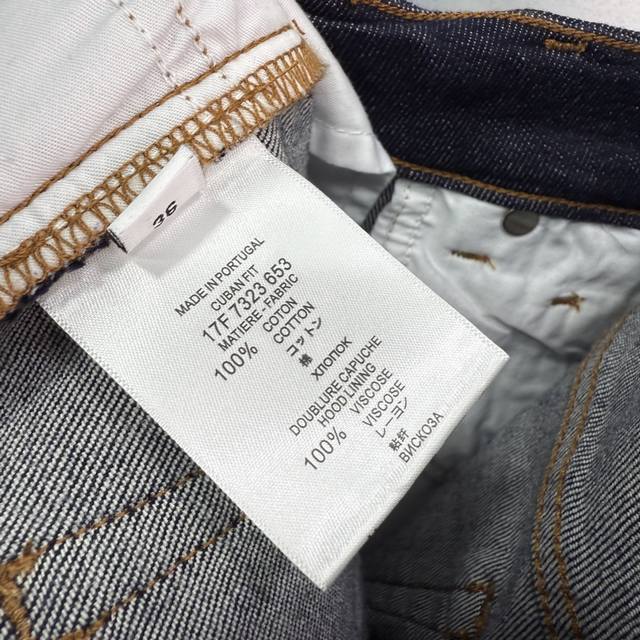 36
MADE IN PORTUGAL
CUBAN FIT
17F 7323 653
MATIERE - FABRIC
100% COTON
COTTON
コットン
棉
ХЛОПОК
DOUBLURE CAPUCHE
HOOD LINING
100% VISCOSE
VISCOSE
レーヨン
黏纤
ВИСКОЗА